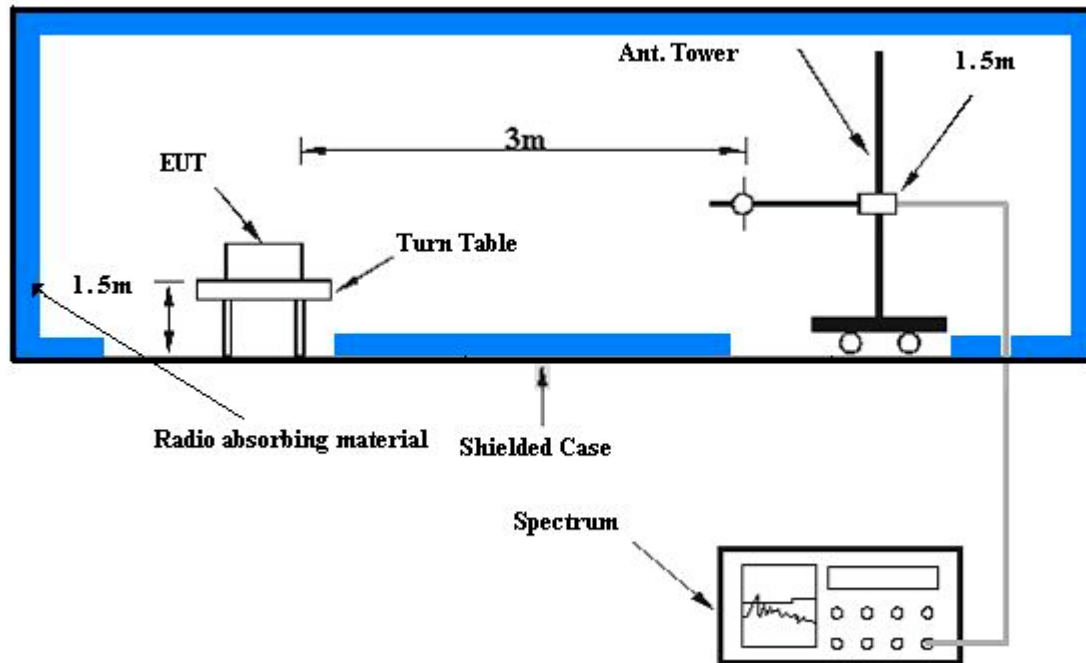 Ant. Tower
1.5m
3m
EUT
Turn Table
1.5m
Radio absorbing material
Shielded Case
Spectrum